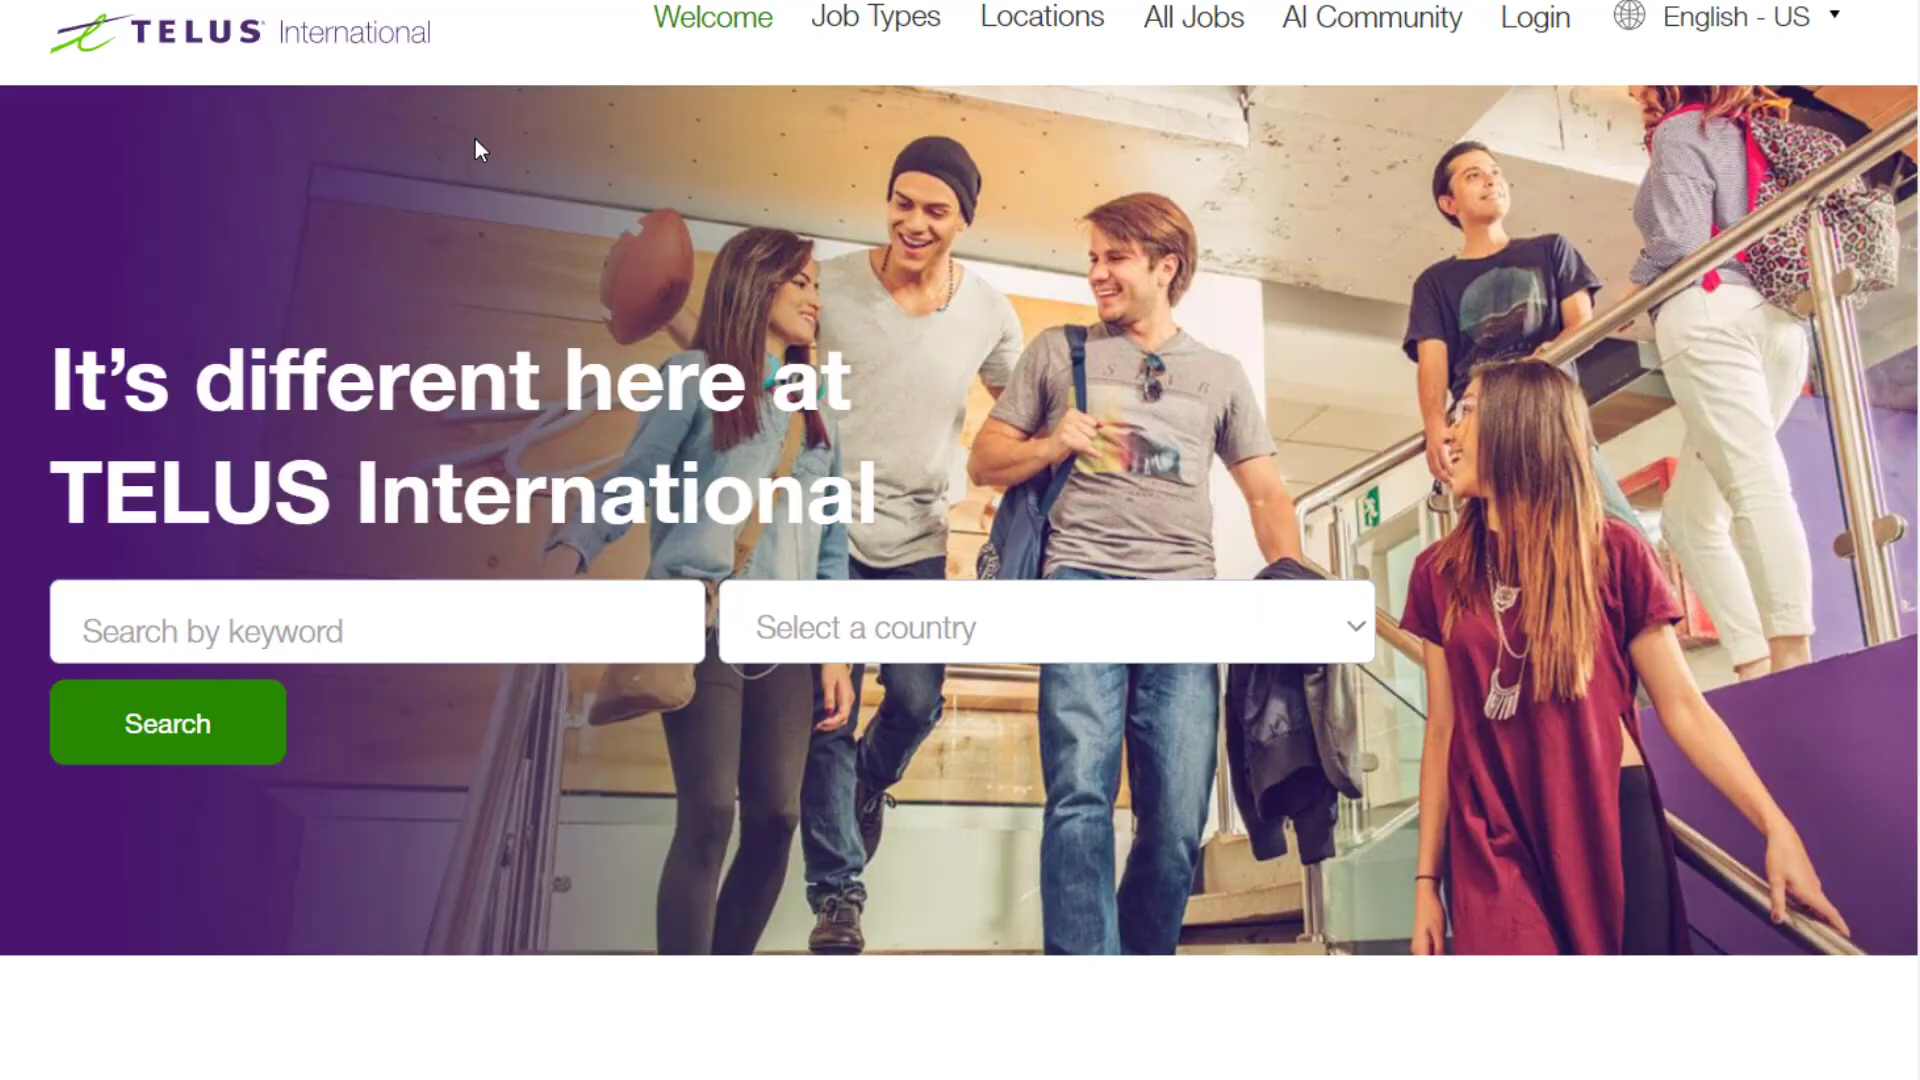 TELUS International
Welcome
Job Types
Locations
All Jobs
AI Community
Login
English - US
It's different here at
TELUS International
Search by keyword
Select a country
Search